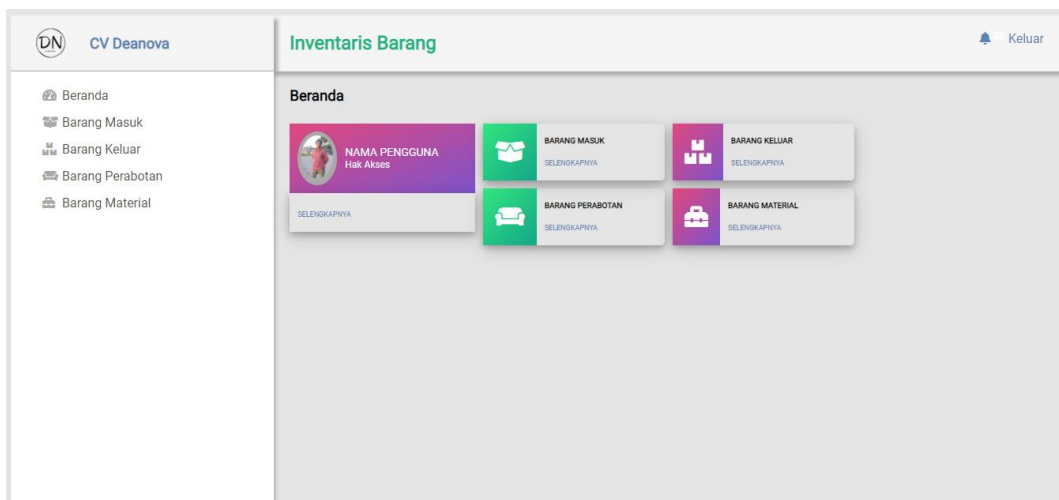 DN
CV Deanova
Inventaris Barang
Keluar
Beranda
Barang Masuk
Barang Keluar
Barang Perabotan
Barang Material
Beranda
NAMA PENGGUNA
Hak Akses
SELENGKAPNYA
BARANG MASUK
SELENGKAPNYA
BARANG KELUAR
SELENGKAPNYA
BARANG PERABOTAN
SELENGKAPNYA
BARANG MATERIAL
SELENGKAPNYA